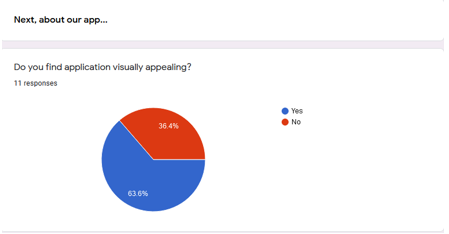 Next, about our app...
Do you find application visually appealing?
11 responses
Yes
No
36.4%
63.6%